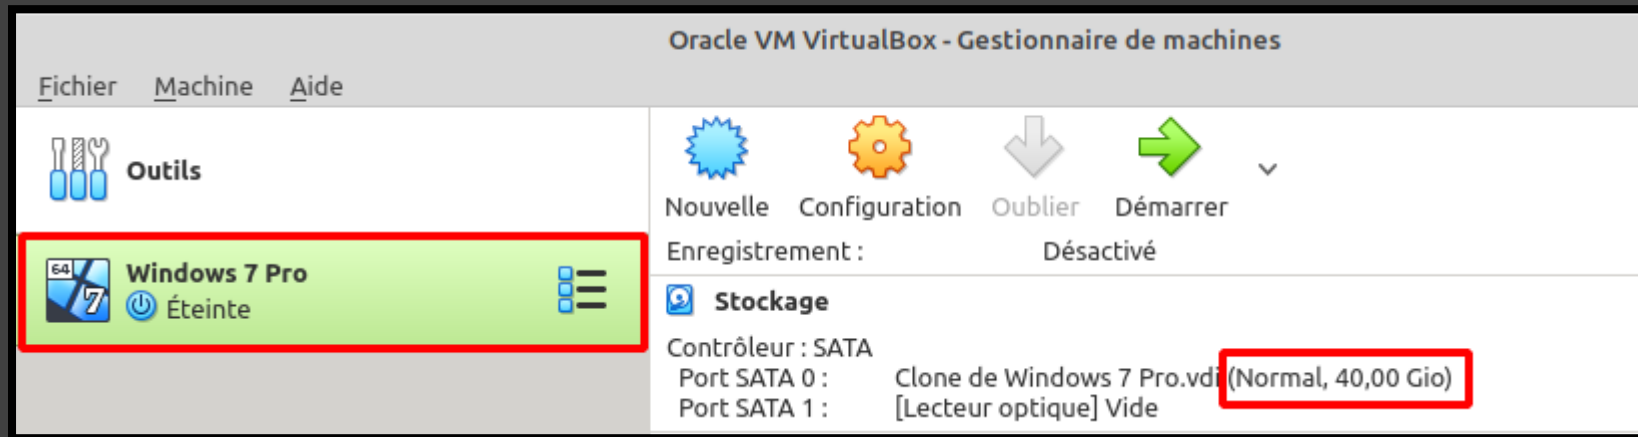 Oracle VM VirtualBox - Gestionnaire de machines
Fichier Machine Aide
Outils
Nouvelle Configuration Oublier Démarrer
Enregistrement : Désactivé
64
7
Windows 7 Pro
Éteinte
Stockage
Contrôleur : SATA
Port SATA 0 : Clone de Windows 7 Pro.vdi (Normal, 40,00 Gio)
Port SATA 1 : [Lecteur optique] Vide